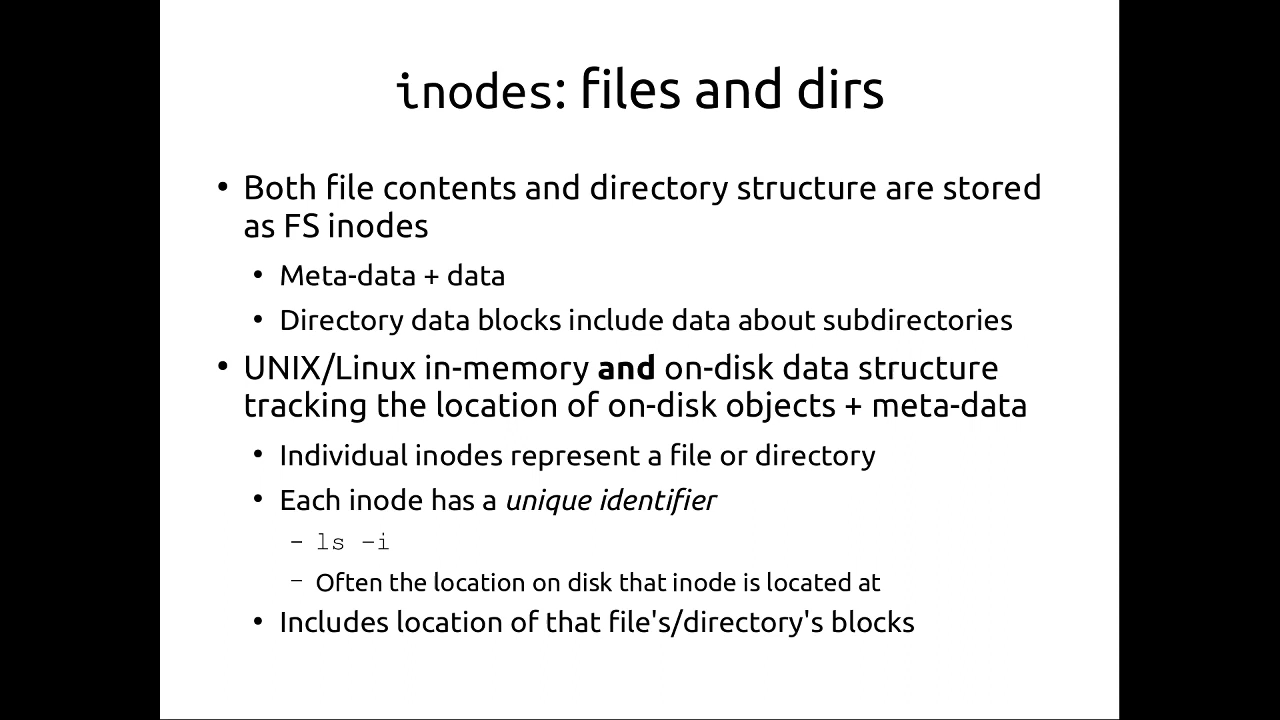 inodes: files and dirs
• Both file contents and directory structure are stored
as FS inodes
• Meta-data + data
• Directory data blocks include data about subdirectories
• UNIX/Linux in-memory and on-disk data structure
tracking the location of on-disk objects + meta-data
• Individual inodes represent a file or directory
• Each inode has a unique identifier
– ls –i
– Often the location on disk that inode is located at
• Includes location of that file's/directory's blocks